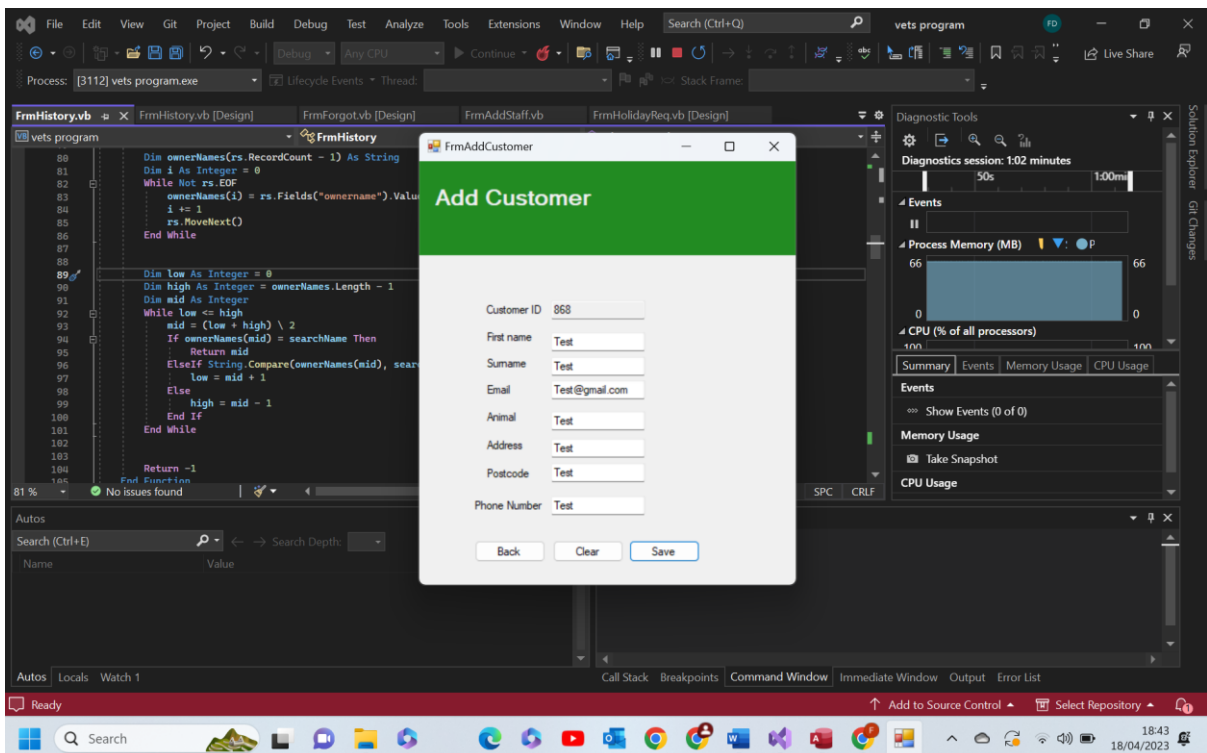 File Edit View Git Project Build Debug Test Analyze Tools Extensions Window Help Search (Ctrl+Q) vets program FD
Debug Any CPU Continue Live Share
Process: [3112] vets program.exe Lifecycle Events Thread: Stack Frame:
FrmHistory.vb FrmHistory.vb [Design] FrmForgot.vb [Design] FrmAddStaff.vb FrmHolidayReq.vb [Design]
vets program FrmHistory
80 Dim ownerNames(rs.RecordCount - 1) As String
81 Dim i As Integer = 0
82 While Not rs.EOF
83 ownerNames(i) = rs.Fields("ownername").Valu
84 i += 1
85 rs.MoveNext()
86 End While
87
88
89 Dim low As Integer = 0
90 Dim high As Integer = ownerNames.Length - 1
91 Dim mid As Integer
92 While low <= high
93 mid = (low + high) \ 2
94 If ownerNames(mid) = searchName Then
95 Return mid
96 ElseIf String.Compare(ownerNames(mid), sear
97 low = mid + 1
98 Else
99 high = mid - 1
100 End If
101 End While
102
103
104 Return -1
105 End Function
81 % No issues found SPC CRLF
FrmAddCustomer
Add Customer
Customer ID 868
First name Test
Surname Test
Email Test@gmail.com
Animal Test
Address Test
Postcode Test
Phone Number Test
Back Clear Save
Diagnostic Tools
Diagnostics session: 1:02 minutes
50s 1:00mi
Events
Process Memory (MB) P
66 66
0 0
CPU (% of all processors)
100 100
Summary Events Memory Usage CPU Usage
Events
Show Events (0 of 0)
Memory Usage
Take Snapshot
CPU Usage
Solution Explorer
Git Changes
Autos
Search (Ctrl+E) Search Depth:
Name Value
Autos Locals Watch 1
Call Stack Breakpoints Command Window Immediate Window Output Error List
Ready Add to Source Control Select Repository
Search
18:43
18/04/2023